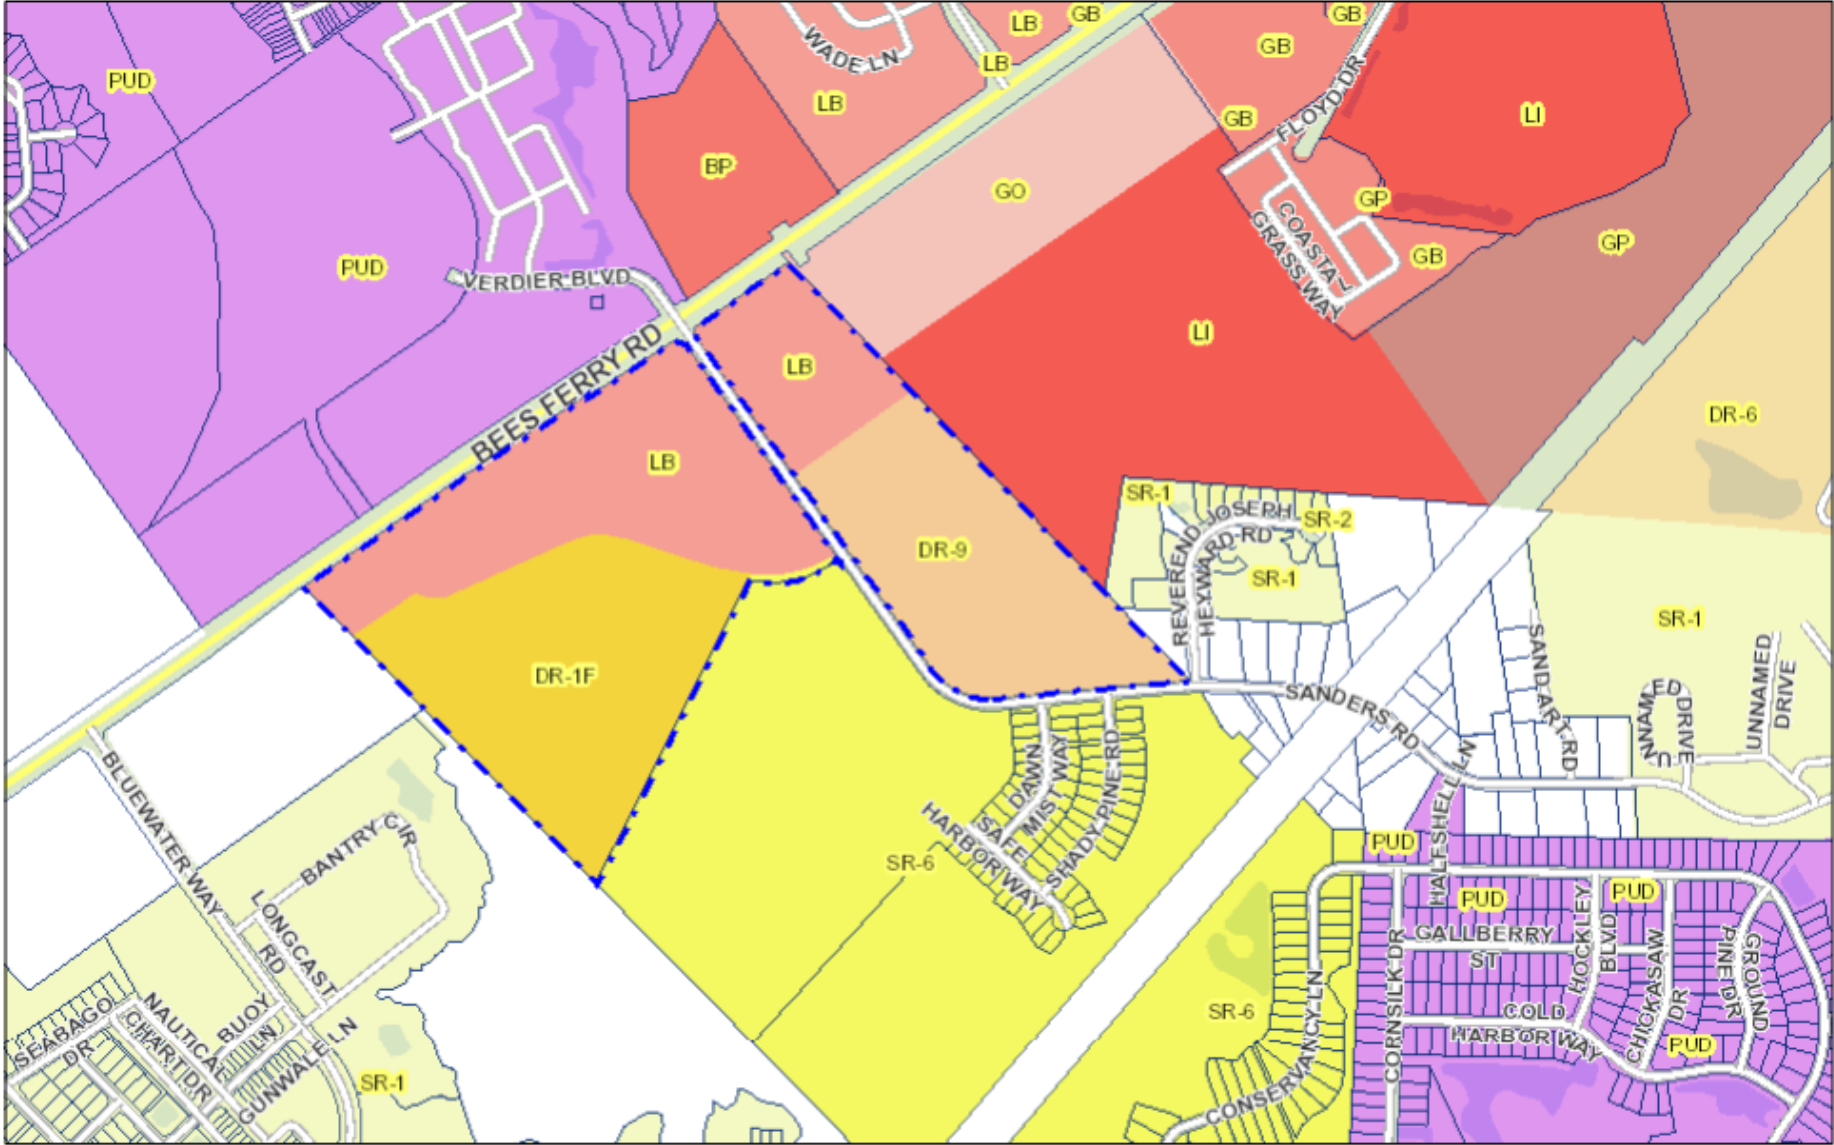 PUD
WADE LN
LB
GB
LB
LB
GB
GB
GB
FLOYD DR
LI
BP
GO
GP
COASTAL
GRASS WAY
GB
GP
PUD
VERDIER BLVD
BEES FERRY RD
LI
LB
LB
DR-6
SR-1
REVEREND JOSEPH
HEYWARD RD
SR-2
SR-1
DR-9
SR-1
DR-1F
SANDERS RD
SAND ART RD
UNNAMED DRIVE
UNNAMED
DRIVE
BLUEWATER WAY
BANTRY CIR
LONGCAST
RD
DAWN
MIST WAY
SHADY PINE RD
SAFE
HARBOR WAY
SR-6
HALFSHELL LN
PUD
PUD
PUD
SR-6
GALLBERRY
ST
HOCKLEY
BLVD
CORNSILK DR
CHICKASAW
DR
GROUND
PINE DR
COLD
HARBOR WAY
PUD
CONSERVANCY LN
SEABAGO
DR
NAUTICAL
CHART DR
BUOY
LN
GUNWALE LN
SR-1